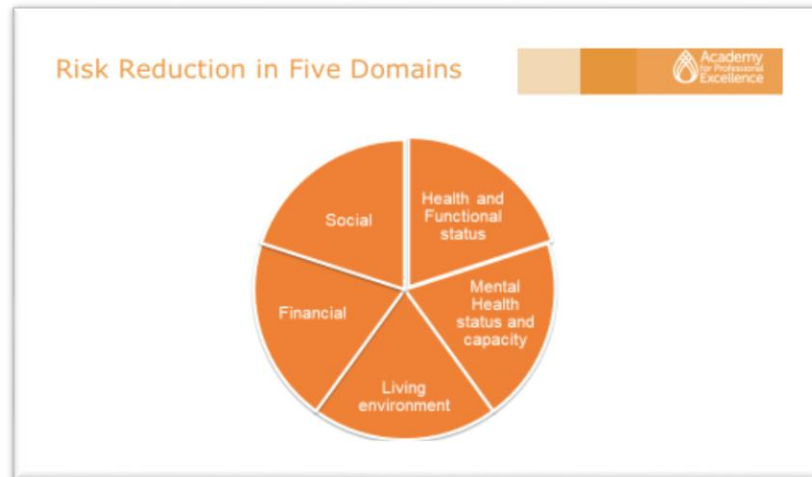 Risk Reduction in Five Domains
Academy
for Professional
Excellence
Health and
Functional
status
Mental
Health
status and
capacity
Living
environment
Financial
Social